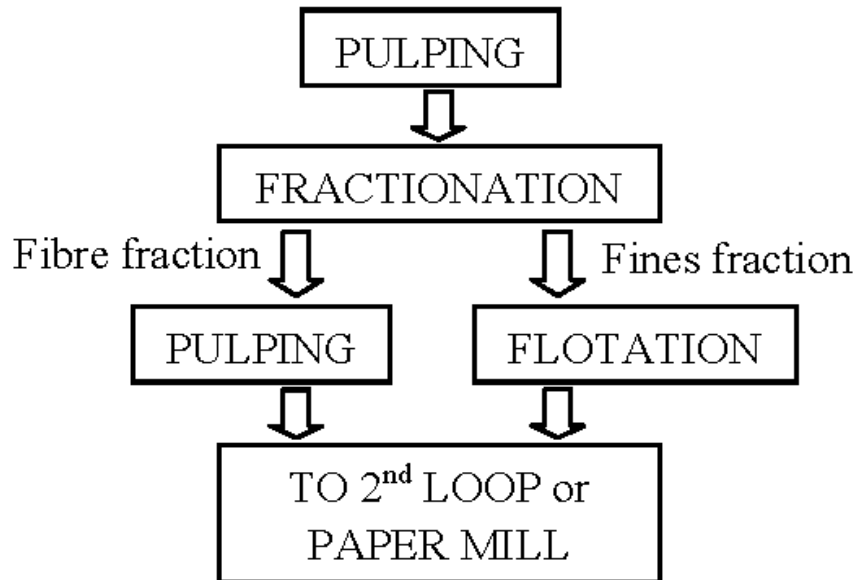 PULPING
FRACTIONATION
Fibre fraction
Fines fraction
PULPING
FLOTATION
TO 2nd LOOP or
PAPER MILL